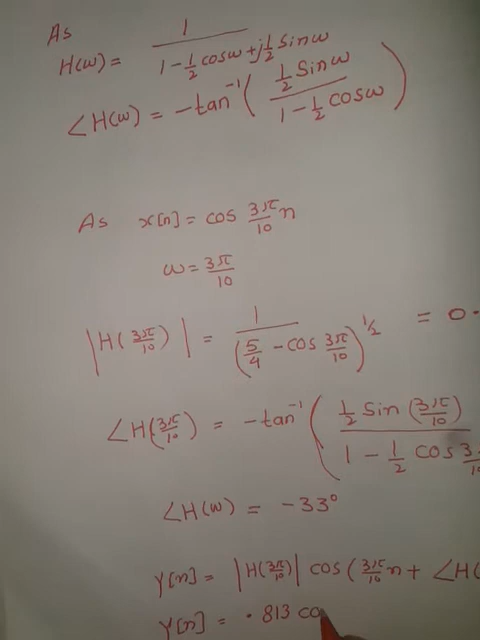 As
H(ω) = 1 / (1 - ½ cosω + j½ Sinω)
∠H(ω) = -tan⁻¹ ( ½ Sinω / (1 - ½ cosω) )
As x[n] = cos 3π/10 n
ω = 3π/10
|H(3π/10)| = 1 / (5/4 - cos 3π/10)^½ = 0.
∠H(3π/10) = -tan⁻¹ ( ½ Sin (3π/10) / (1 - ½ cos 3π/10
∠H(ω) = -33°
Y[n] = |H(3π/10)| cos(3π/10 n + ∠H(
Y[n] = .813 co